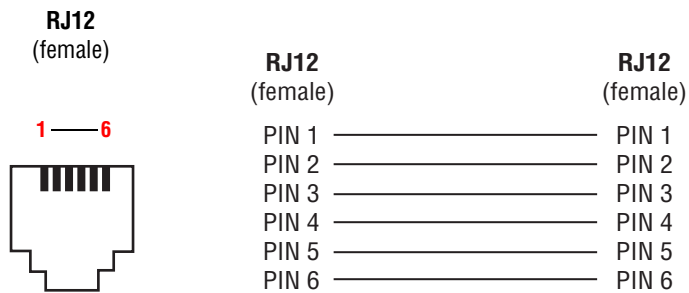 RJ12
(female)
1 6
RJ12
(female)
PIN 1
PIN 2
PIN 3
PIN 4
PIN 5
PIN 6
RJ12
(female)
PIN 1
PIN 2
PIN 3
PIN 4
PIN 5
PIN 6